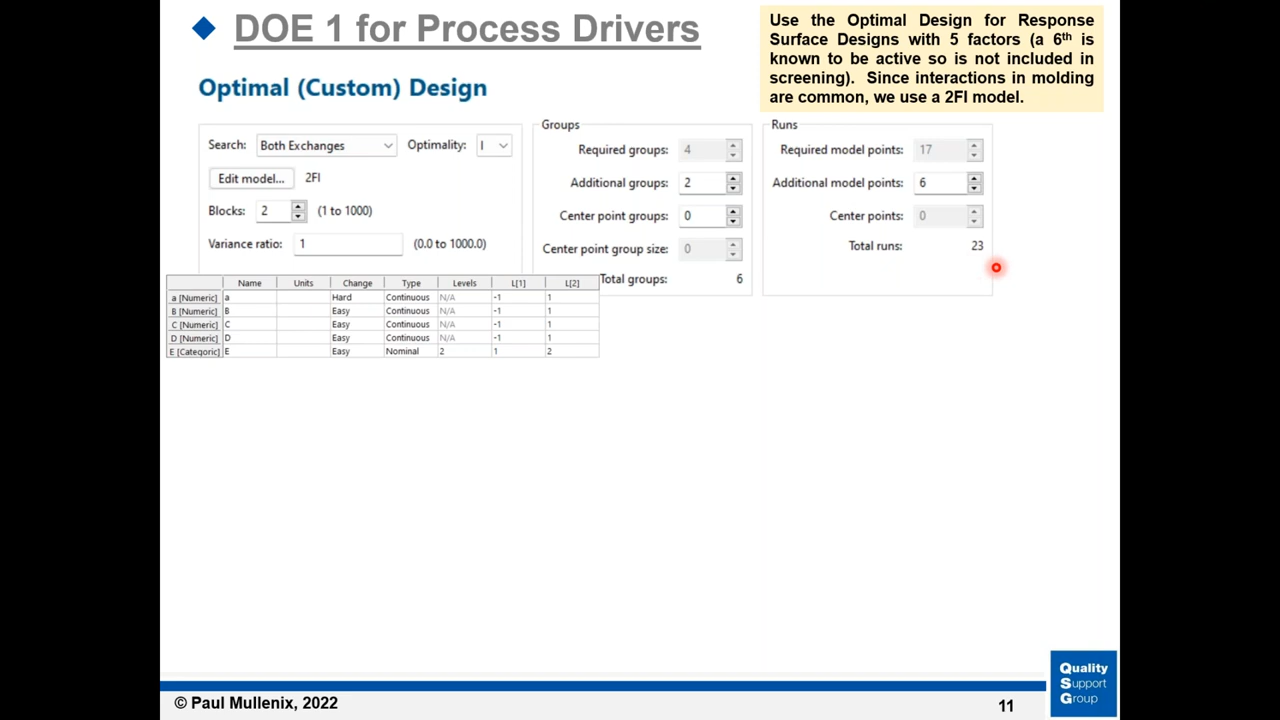 DOE 1 for Process Drivers
Use the Optimal Design for Response
Surface Designs with 5 factors (a 6th is
known to be active so is not included in
screening). Since interactions in molding
are common, we use a 2FI model.
Optimal (Custom) Design
Search: Both Exchanges Optimality: I
Edit model... 2FI
Blocks: 2 (1 to 1000)
Variance ratio: 1 (0.0 to 1000.0)
Groups
Required groups: 4
Additional groups: 2
Center point groups: 0
Center point group size: 0
Total groups: 6
Runs
Required model points: 17
Additional model points: 6
Center points: 0
Total runs: 23
Name Units Change Type Levels L[1] L[2]
a [Numeric] a Hard Continuous N/A -1 1
B [Numeric] B Easy Continuous N/A -1 1
C [Numeric] C Easy Continuous N/A -1 1
D [Numeric] D Easy Continuous N/A -1 1
E [Categoric] E Easy Nominal 2 1 2
© Paul Mullenix, 2022
11
Quality
Support
Group